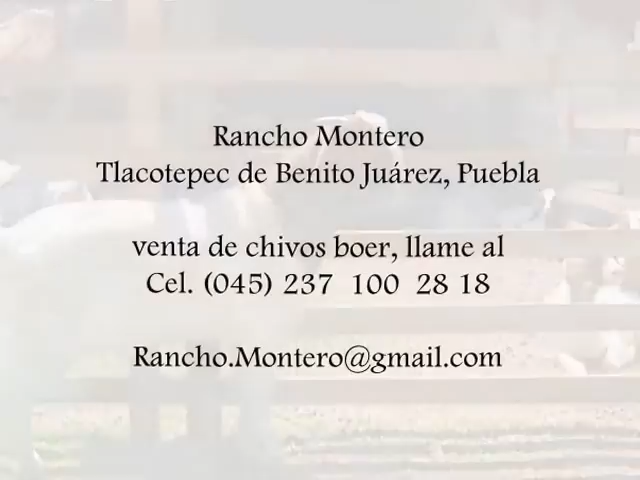 Rancho Montero
Tlacotepec de Benito Juárez, Puebla
venta de chivos boer, llame al
Cel. (045) 237 100 28 18
Rancho.Montero@gmail.com